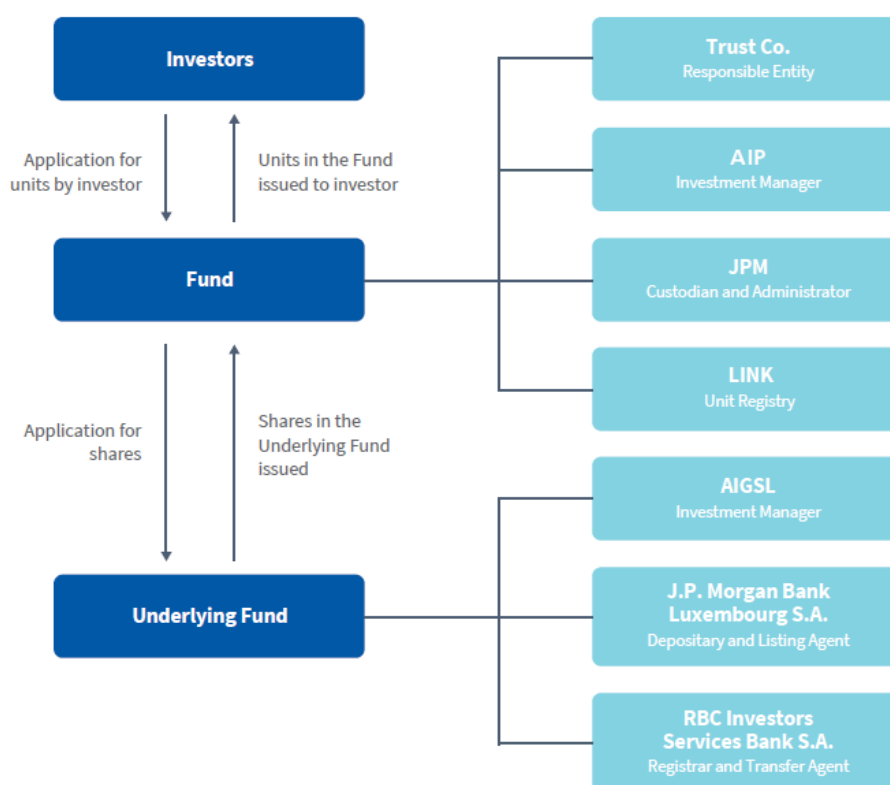 Investors
Application for
units by investor
Units in the Fund
issued to investor
Fund
Application for
shares
Shares in the
Underlying Fund
issued
Underlying Fund
Trust Co.
Responsible Entity
AIP
Investment Manager
JPM
Custodian and Administrator
LINK
Unit Registry
AIGSL
Investment Manager
J.P. Morgan Bank
Luxembourg S.A.
Depositary and Listing Agent
RBC Investors
Services Bank S.A.
Registrar and Transfer Agent